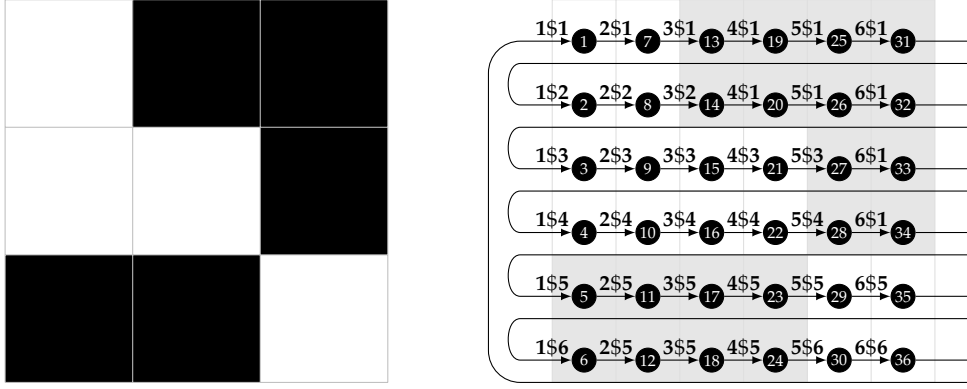 1$1 2$1 3$1 4$1 5$1 6$1
1 7 13 19 25 31
1$2 2$2 3$2 4$1 5$1 6$1
2 8 14 20 26 32
1$3 2$3 3$3 4$3 5$3 6$1
3 9 15 21 27 33
1$4 2$4 3$4 4$4 5$4 6$1
4 10 16 22 28 34
1$5 2$5 3$5 4$5 5$5 6$5
5 11 17 23 29 35
1$6 2$5 3$5 4$5 5$6 6$6
6 12 18 24 30 36